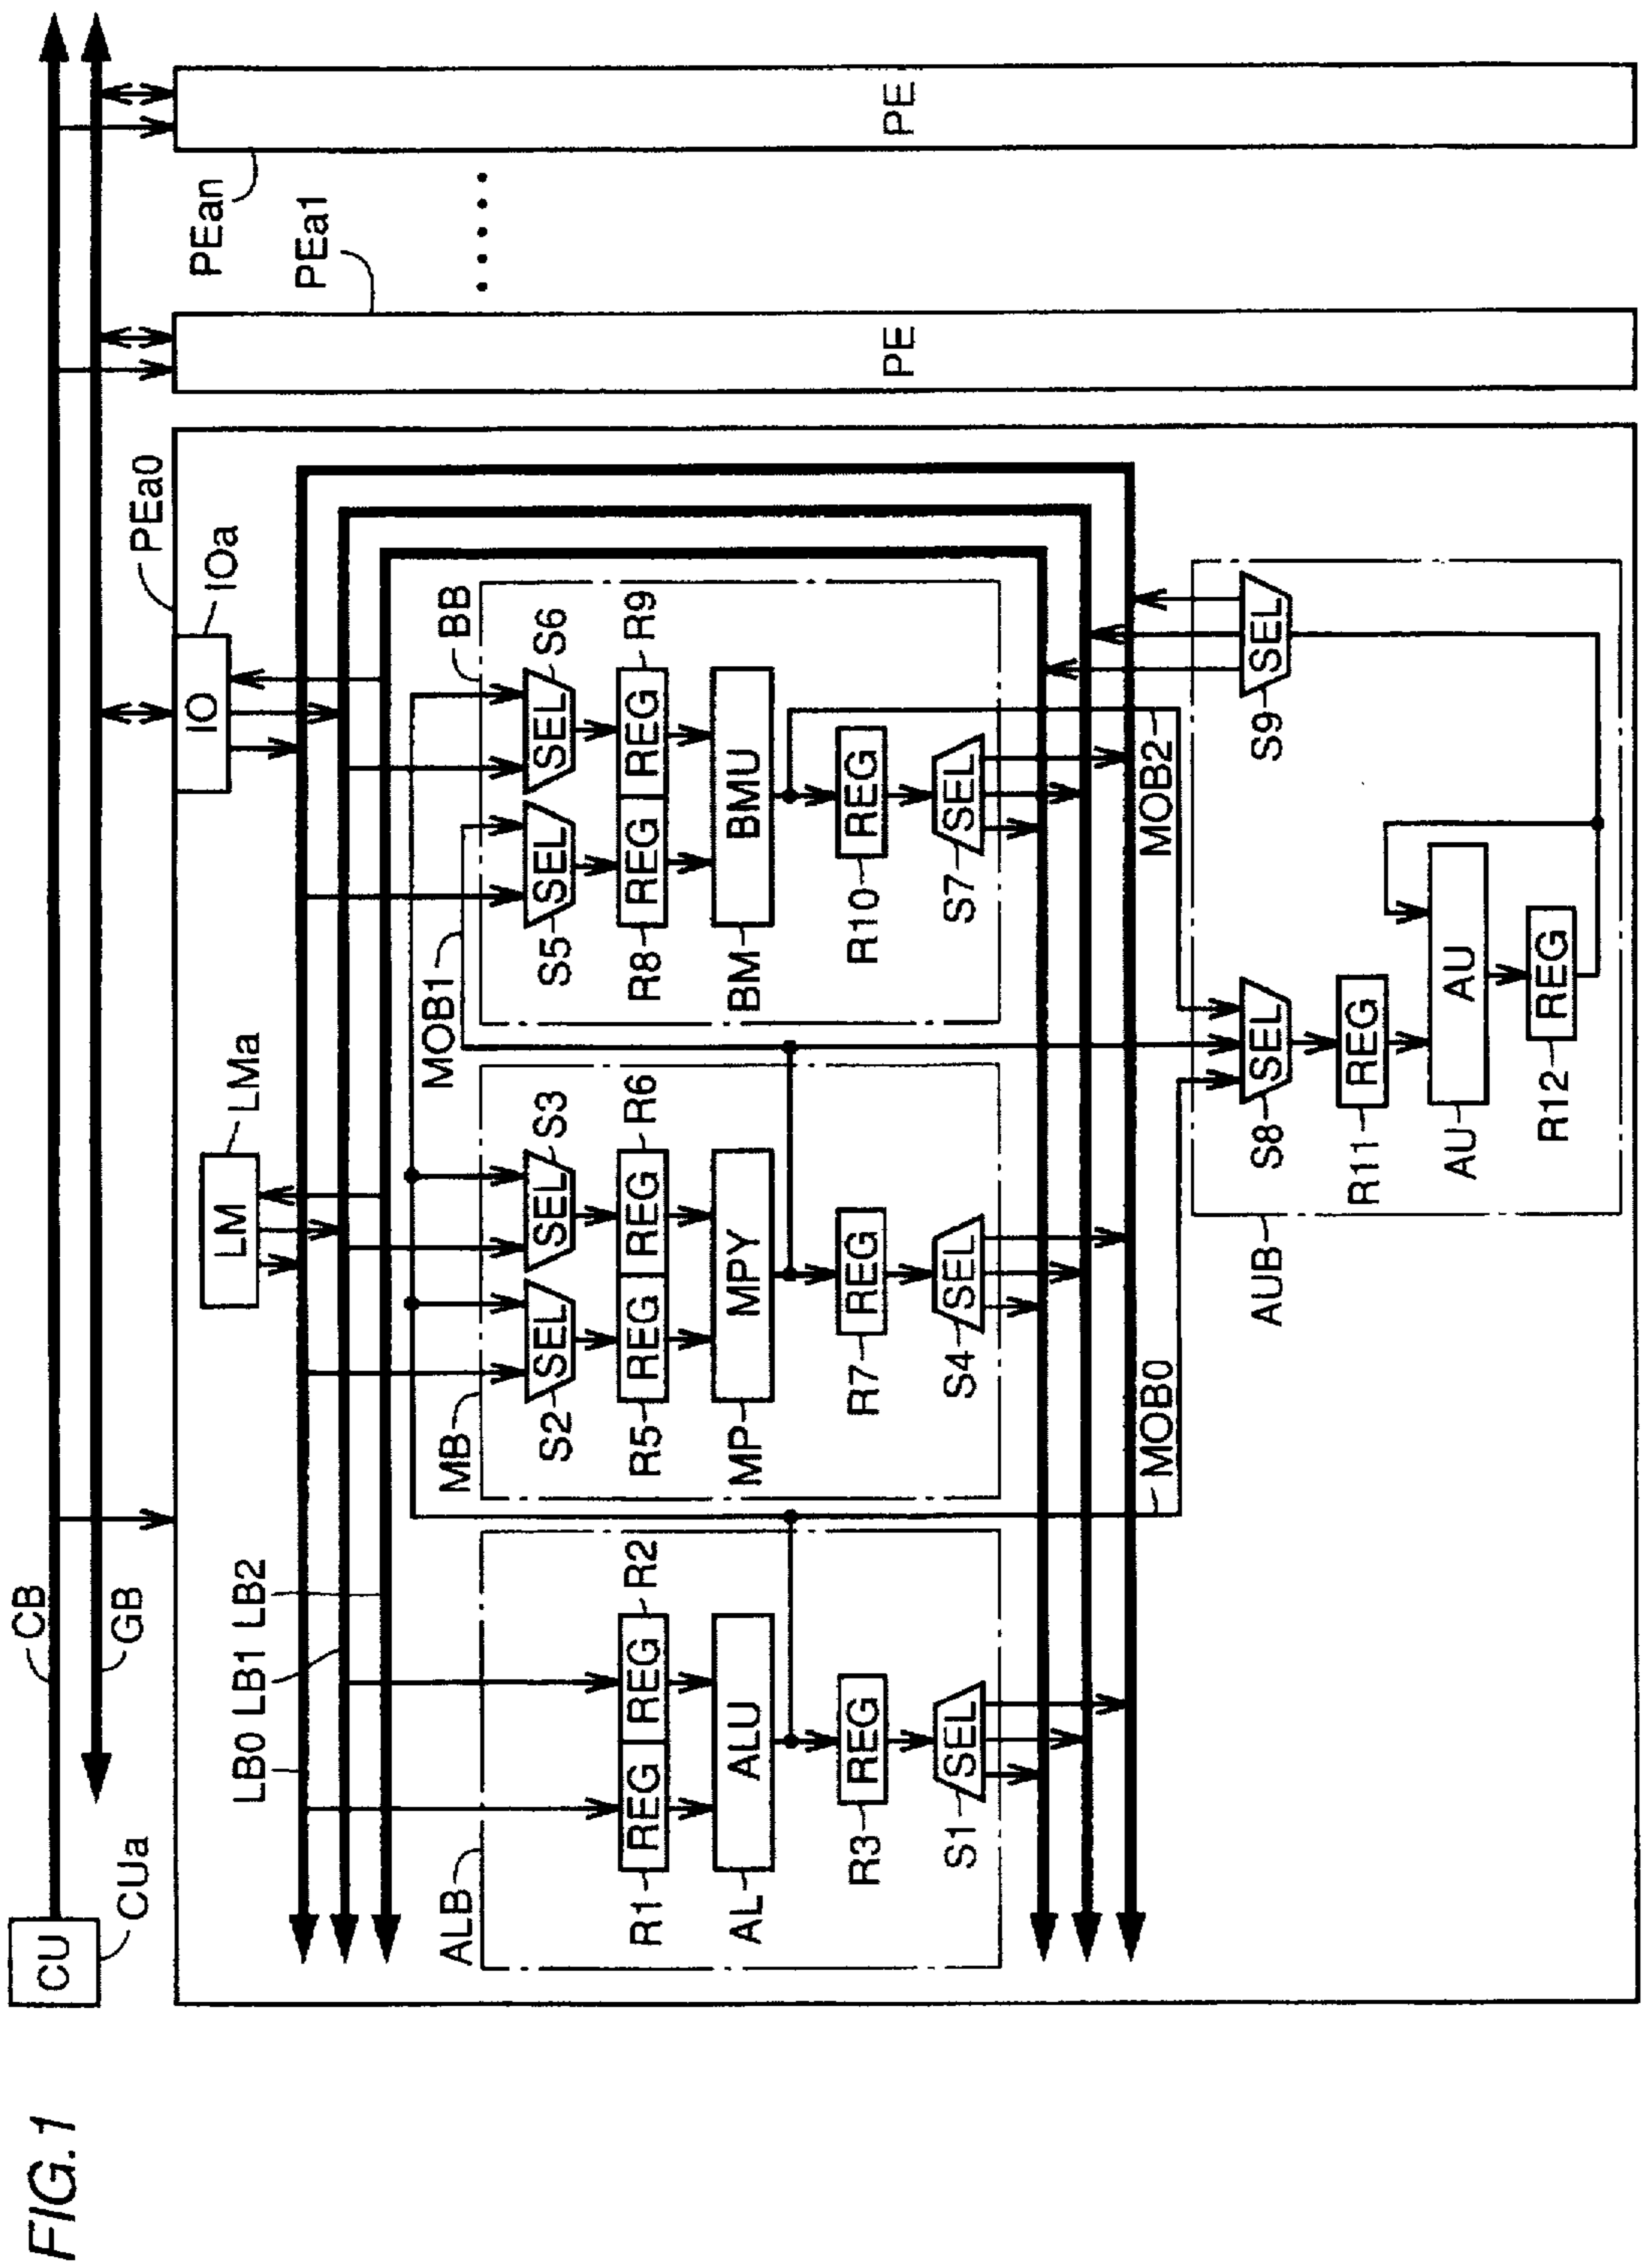 FIG.1
CU
CUa
CB
GB
PEa0
PEa1
PEan
PE
PE
LB0 LB1 LB2
LM
LMa
IO
IOa
ALB
R1
REG
REG
R2
AL
ALU
R3
REG
S1
SEL
MB
MOB1
S2
SEL
SEL
S3
R5
REG
REG
R6
MP
MPY
R7
REG
S4
SEL
MOB0
BB
S5
SEL
SEL
S6
R8
REG
REG
R9
BM
BMU
R10
REG
S7
SEL
MOB2
AUB
S8
SEL
S9
SEL
R11
REG
AU
AU
R12
REG